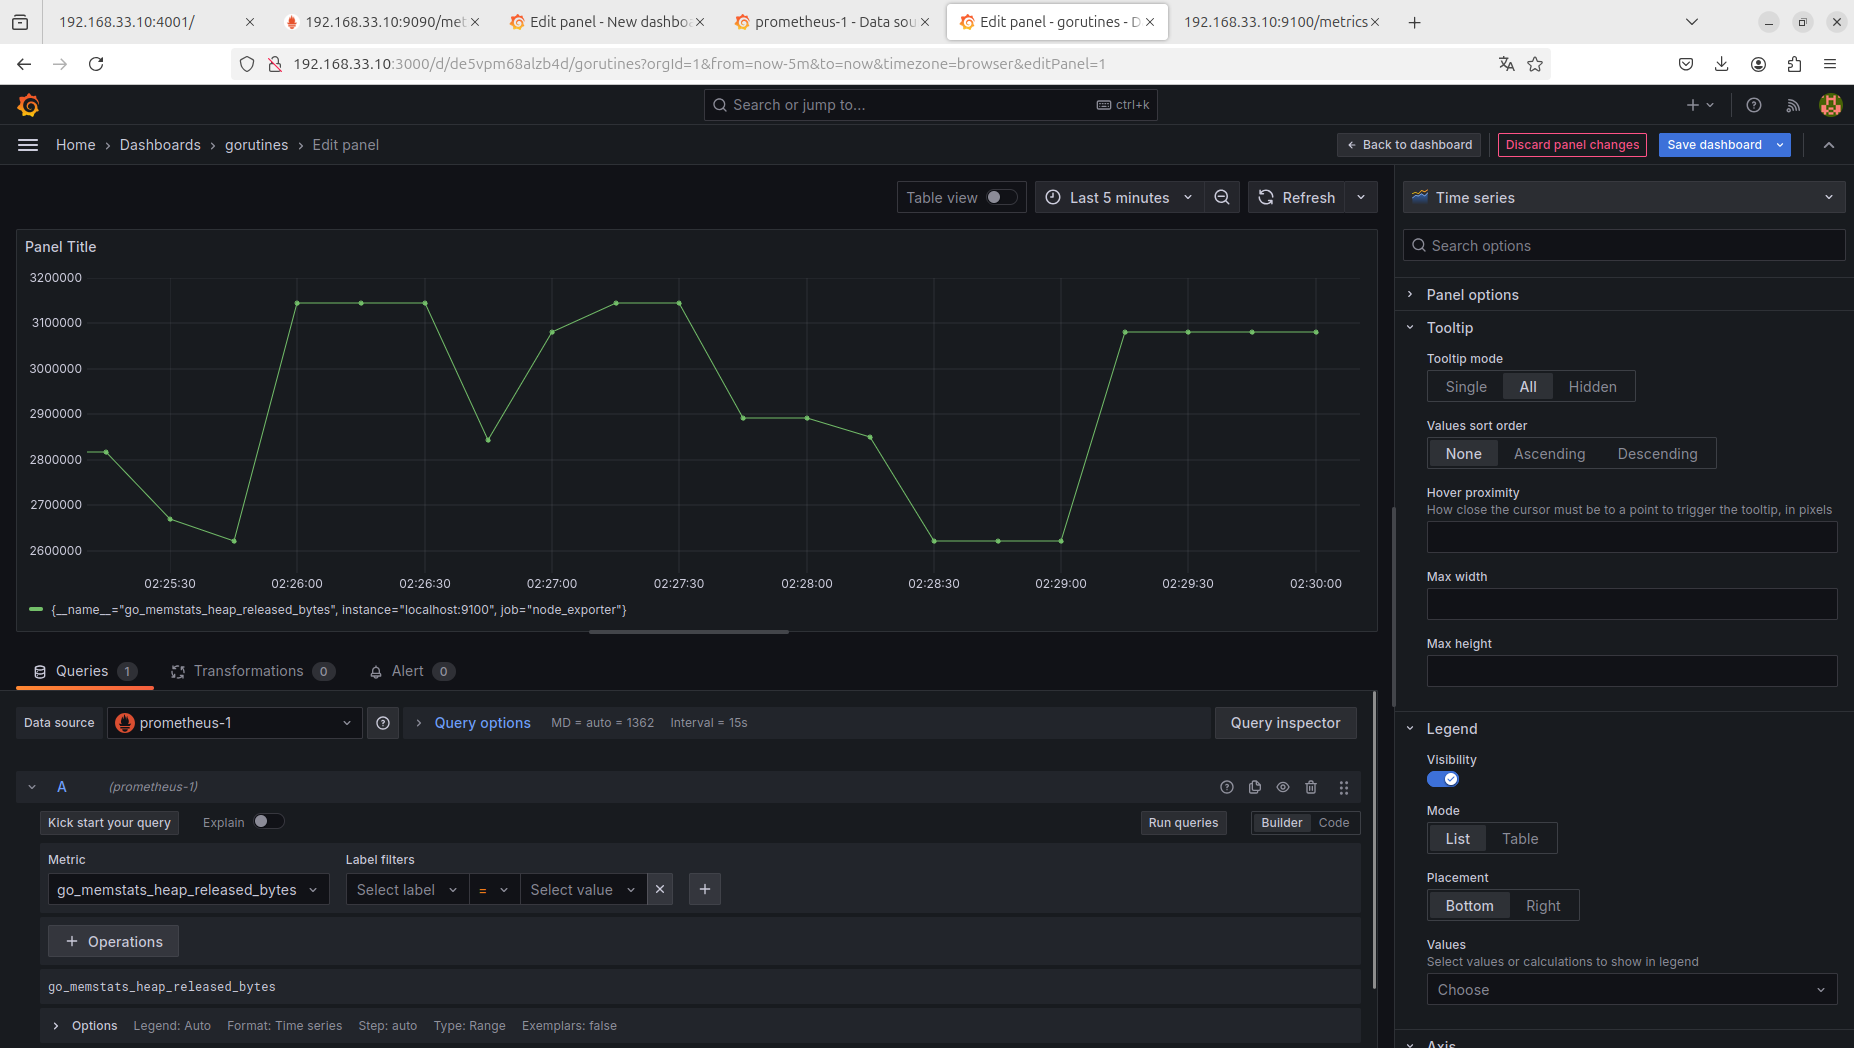 192.168.33.10:4001/
192.168.33.10:9090/met
Edit panel - New dashbo
prometheus-1 - Data sou
Edit panel - gorutines - D
192.168.33.10:9100/metrics
192.168.33.10:3000/d/de5vpm68alzb4d/gorutines?orgId=1&from=now-5m&to=now&timezone=browser&editPanel=1
Search or jump to...
ctrl+k
Home › Dashboards › gorutines › Edit panel
Back to dashboard
Discard panel changes
Save dashboard
Table view
Last 5 minutes
Refresh
Time series
Search options
Panel Title
3200000
3100000
3000000
2900000
2800000
2700000
2600000
02:25:30 02:26:00 02:26:30 02:27:00 02:27:30 02:28:00 02:28:30 02:29:00 02:29:30 02:30:00
{__name__="go_memstats_heap_released_bytes", instance="localhost:9100", job="node_exporter"}
Queries 1
Transformations 0
Alert 0
Data source
prometheus-1
Query options
MD = auto = 1362
Interval = 15s
Query inspector
A (prometheus-1)
Kick start your query
Explain
Run queries
Builder Code
Metric
Label filters
go_memstats_heap_released_bytes
Select label
=
Select value
+ Operations
go_memstats_heap_released_bytes
Options Legend: Auto Format: Time series Step: auto Type: Range Exemplars: false
Panel options
Tooltip
Tooltip mode
Single All Hidden
Values sort order
None Ascending Descending
Hover proximity
How close the cursor must be to a point to trigger the tooltip, in pixels
Max width
Max height
Legend
Visibility
Mode
List Table
Placement
Bottom Right
Values
Select values or calculations to show in legend
Choose
Axis